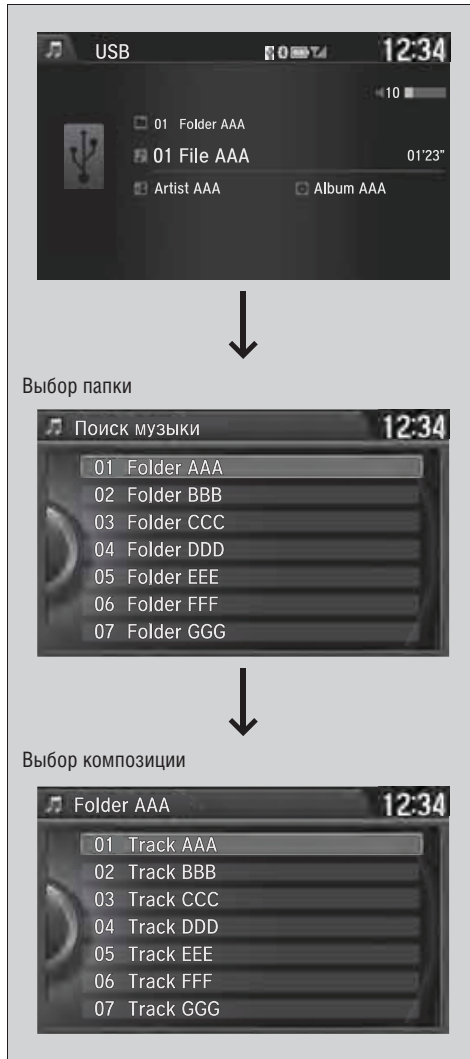 USB 12:34
10
01 Folder AAA
01 File AAA 01'23"
Artist AAA Album AAA
Выбор папки
Поиск музыки 12:34
01 Folder AAA
02 Folder BBB
03 Folder CCC
04 Folder DDD
05 Folder EEE
06 Folder FFF
07 Folder GGG
Выбор композиции
Folder AAA 12:34
01 Track AAA
02 Track BBB
03 Track CCC
04 Track DDD
05 Track EEE
06 Track FFF
07 Track GGG